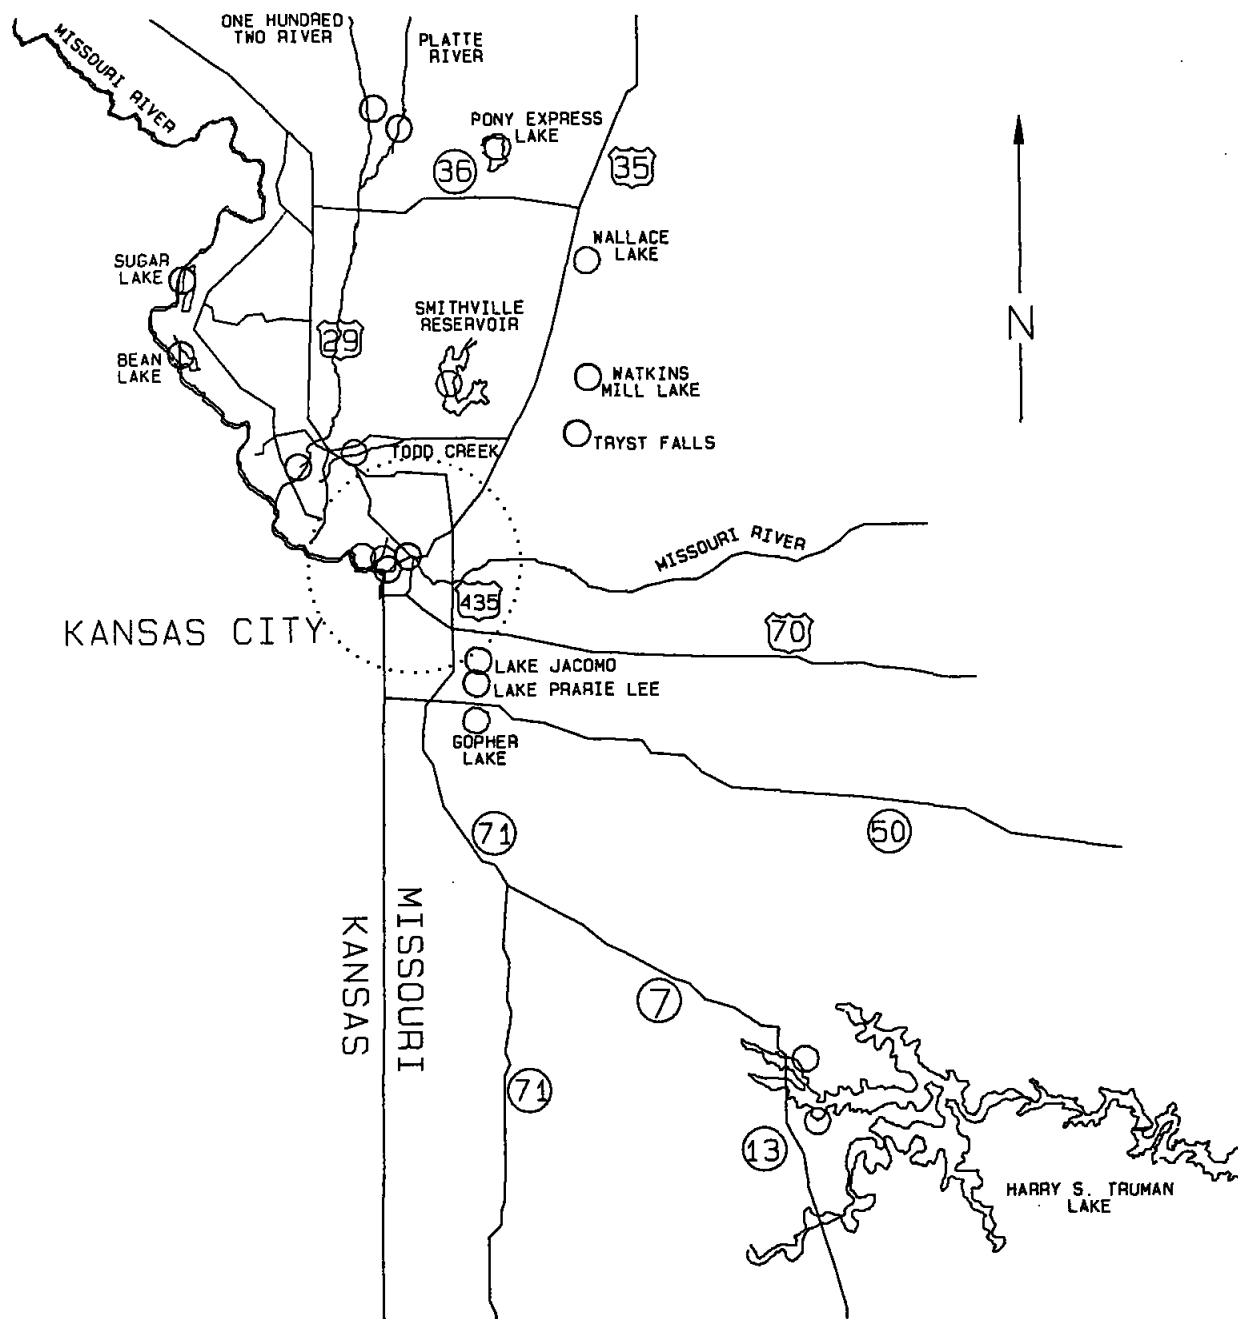 ONE HUNDRED
TWO RIVER
PLATTE
RIVER
MISSOURI RIVER
PONY EXPRESS
LAKE
36
35
WALLACE
LAKE
SUGAR
LAKE
SMITHVILLE
RESERVOIR
29
N
BEAN
LAKE
WATKINS
MILL LAKE
TRYST FALLS
TODD CREEK
MISSOURI RIVER
435
KANSAS CITY
70
LAKE JACOMO
LAKE PRARIE LEE
GOPHER
LAKE
71
50
MISSOURI
KANSAS
7
71
13
HARRY S. TRUMAN
LAKE